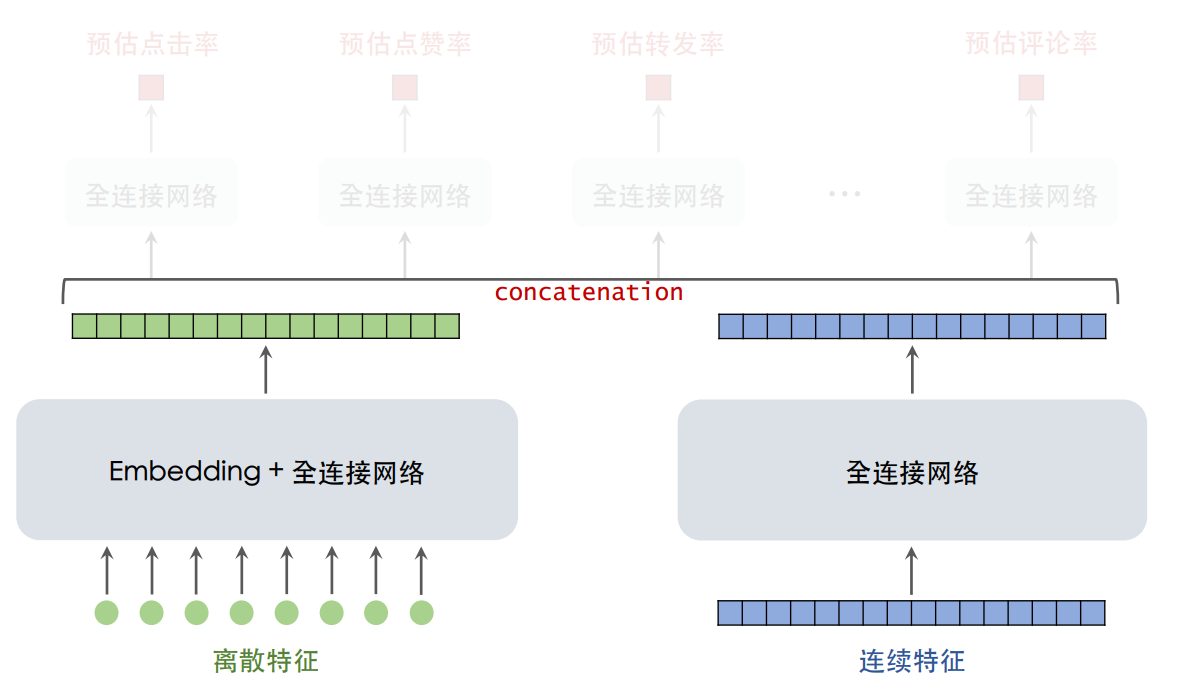 预估点击率 预估点赞率 预估转发率 预估评论率
全连接网络 全连接网络 全连接网络 ... 全连接网络
concatenation
Embedding + 全连接网络 全连接网络
离散特征 连续特征